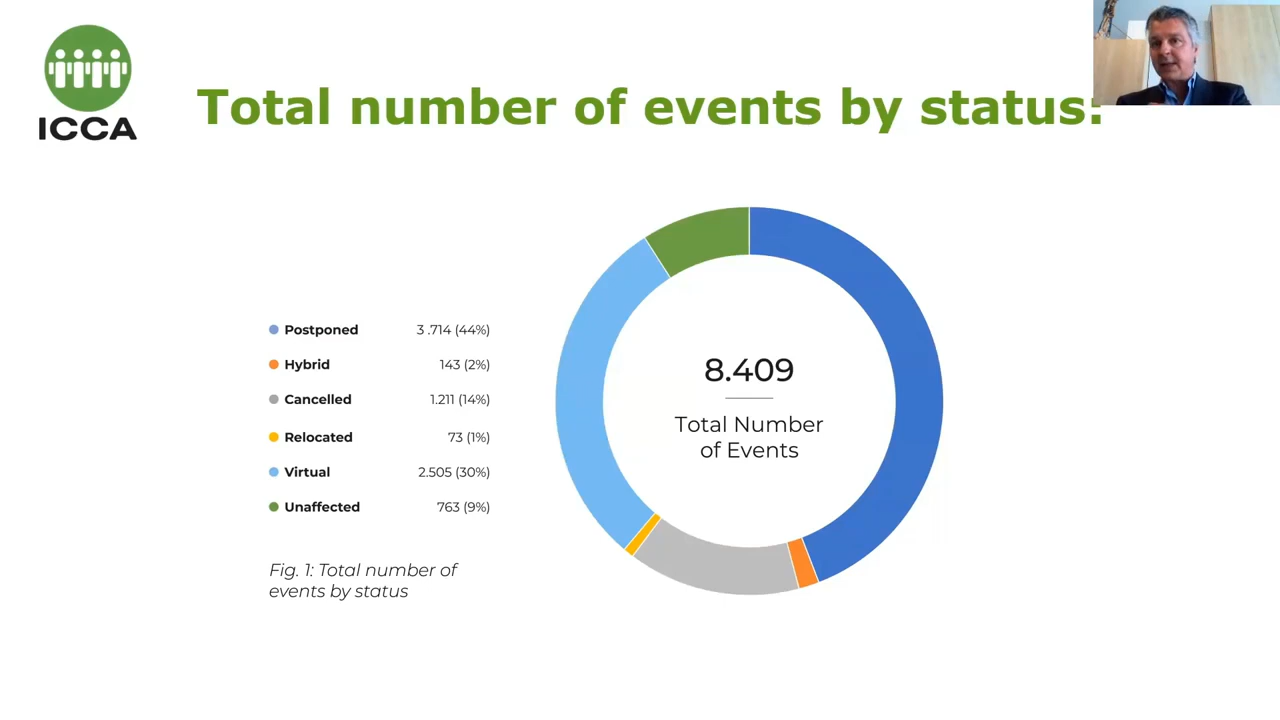 ICCA
Total number of events by status:
Postponed 3 .714 (44%)
Hybrid 143 (2%)
Cancelled 1.211 (14%)
Relocated 73 (1%)
Virtual 2.505 (30%)
Unaffected 763 (9%)
Fig. 1: Total number of
events by status
8.409
Total Number
of Events